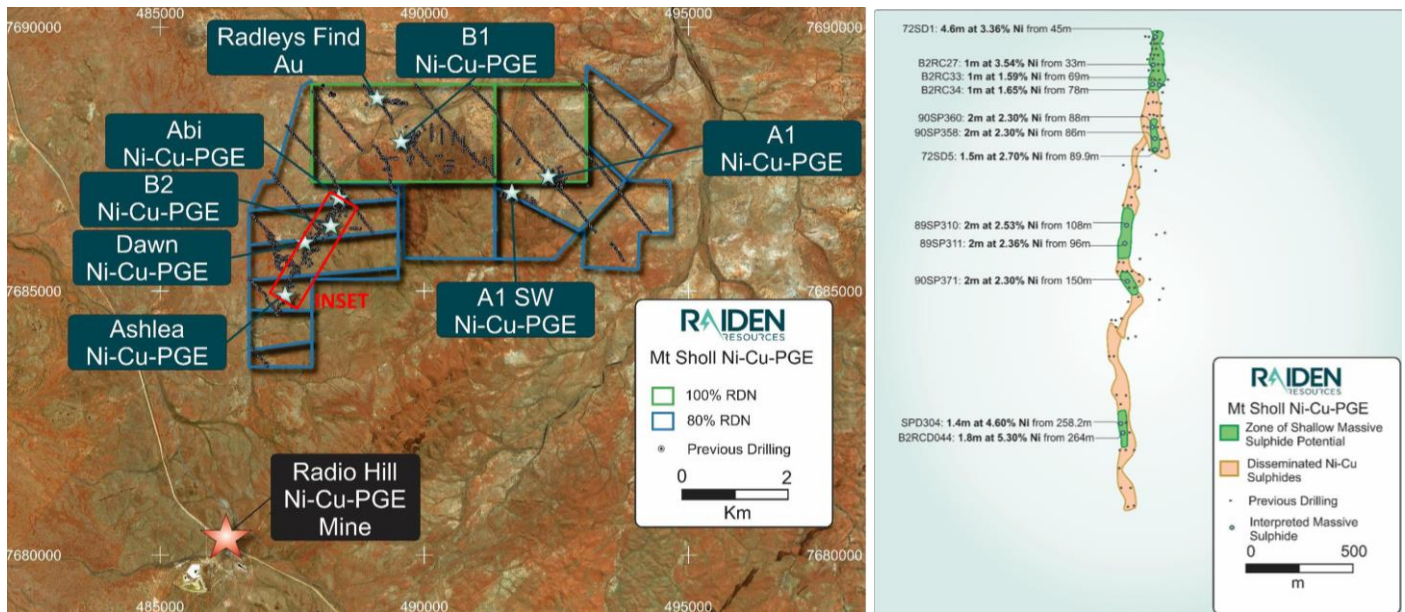 485000
490000
495000
7690000
7690000
Radleys Find
Au
B1
Ni-Cu-PGE
Abi
Ni-Cu-PGE
A1
Ni-Cu-PGE
B2
Ni-Cu-PGE
Dawn
Ni-Cu-PGE
7685000
7685000
INSET
A1 SW
Ni-Cu-PGE
Ashlea
Ni-Cu-PGE
RAIDEN
RESOURCES
Mt Sholl Ni-Cu-PGE
100% RDN
80% RDN
Previous Drilling
0 2
Km
Radio Hill
Ni-Cu-PGE
Mine
7680000
7680000
485000
490000
495000
72SD1: 4.6m at 3.36% Ni from 45m
B2RC27: 1m at 3.54% Ni from 33m
B2RC33: 1m at 1.59% Ni from 69m
B2RC34: 1m at 1.65% Ni from 78m
90SP360: 2m at 2.30% Ni from 88m
90SP358: 2m at 2.30% Ni from 86m
72SD5: 1.5m at 2.70% Ni from 89.9m
89SP310: 2m at 2.53% Ni from 108m
89SP311: 2m at 2.36% Ni from 96m
90SP371: 2m at 2.30% Ni from 150m
SPD304: 1.4m at 4.60% Ni from 258.2m
B2RCD044: 1.8m at 5.30% Ni from 264m
RAIDEN
RESOURCES
Mt Sholl Ni-Cu-PGE
Zone of Shallow Massive
Sulphide Potential
Disseminated Ni-Cu
Sulphides
Previous Drilling
Interpreted Massive
Sulphide
0 500
m